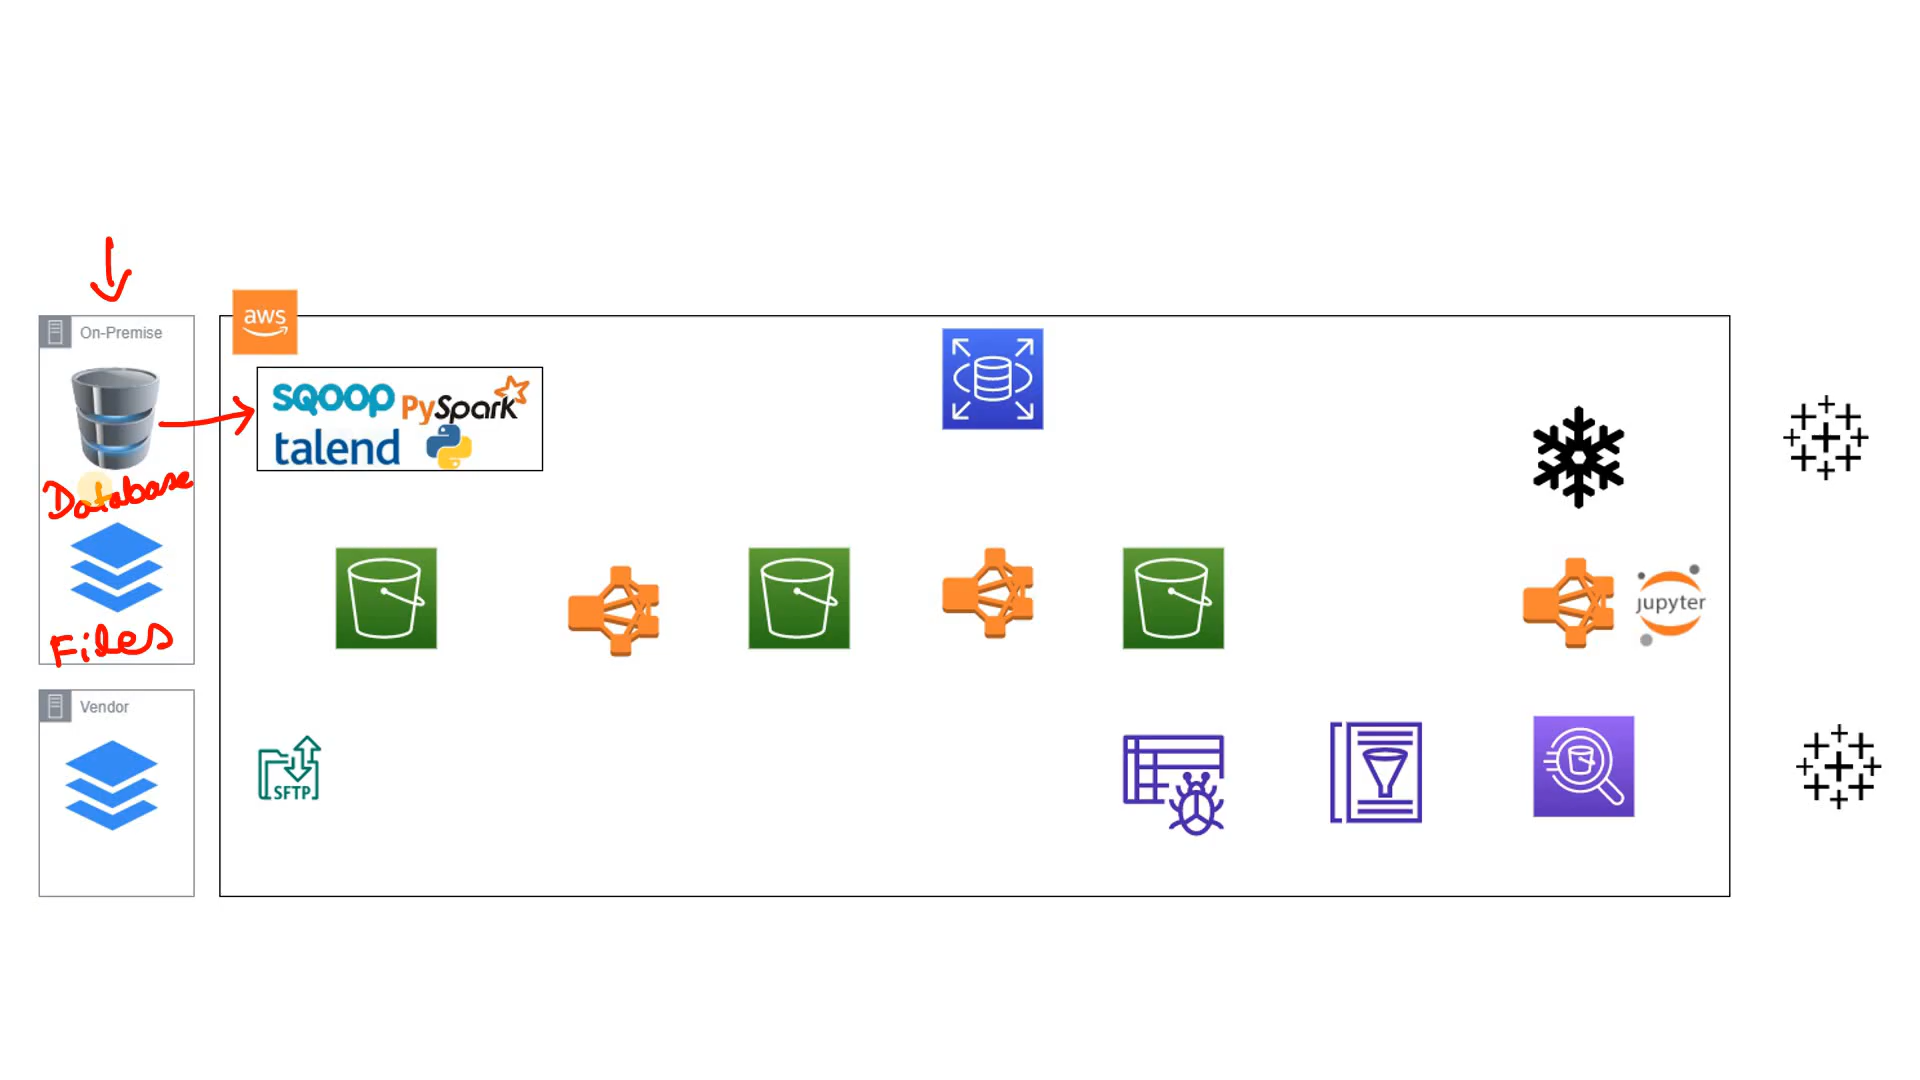 aws
On-Premise
sqoop
PySpark
talend
Database
Files
jupyter
Vendor
SFTP